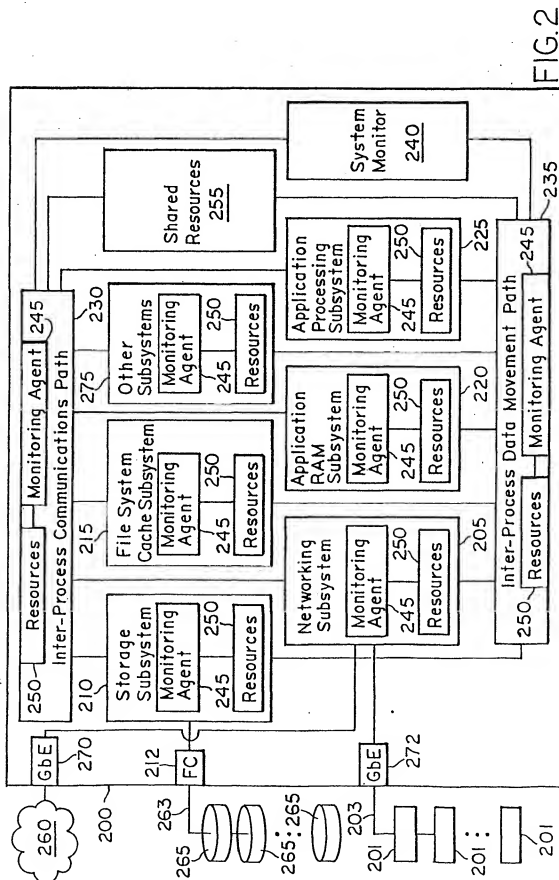 230
245
Resources
Monitoring Agent
250
Inter-Process Communications Path
Shared
Resources
255
System
Monitor
240
235
GbE
270
260
200
210
Storage
Subsystem
Monitoring
Agent
250
245
Resources
215
File System
Cache Subsystem
Monitoring
Agent
250
245
Resources
275
Other
Subsystems
Monitoring
Agent
250
245
Resources
212
FC
263
265
265
265
GbE
272
203
201
201
201
Networking
Subsystem
Monitoring
Agent
250
245
Resources
205
Application
RAM Subsystem
Monitoring
Agent
250
245
Resources
220
Application
Processing
Subsystem
Monitoring
Agent
250
245
Resources
225
Inter-Process Data Movement Path
245
Resources
Monitoring Agent
250
FIG.2